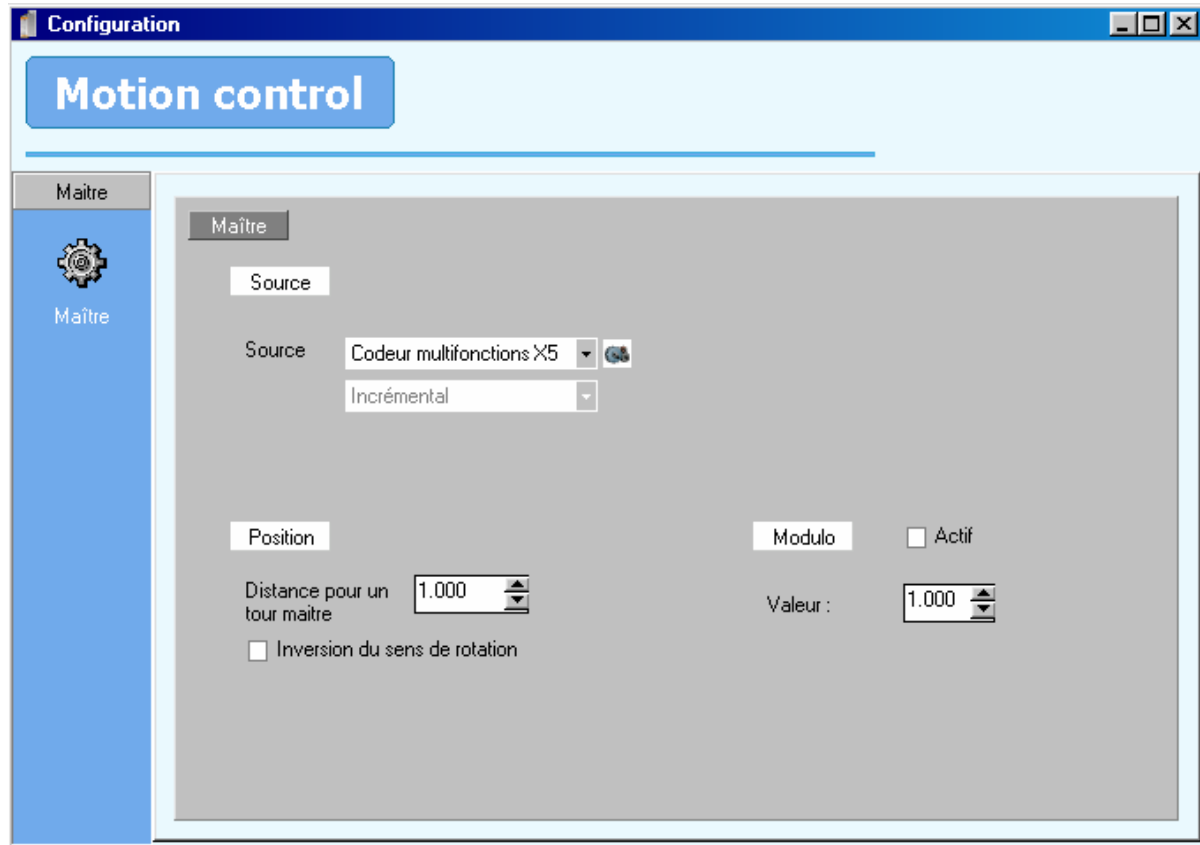 Configuration
Motion control
Maitre
Maître
Maître
Source
Source
Codeur multifonctions X5
Incrémental
Position
Modulo
Actif
Distance pour un
tour maitre
1.000
Valeur :
1.000
Inversion du sens de rotation